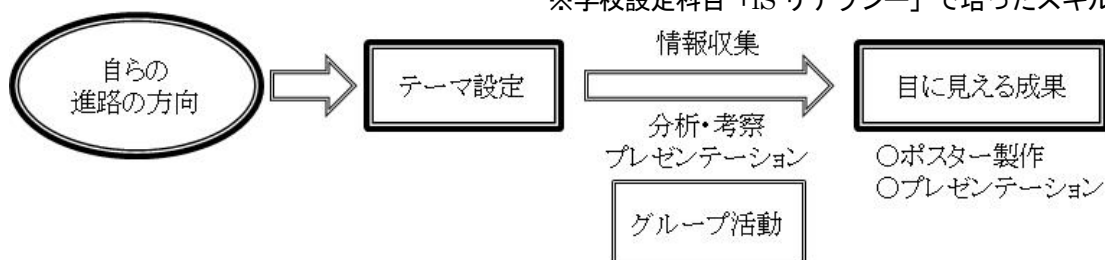 ※学校設定科目「iS リテラシー」で培ったスキル
自らの
進路の方向
テーマ設定
情報収集
分析・考察
プレゼンテーション
グループ活動
目に見える成果
○ポスター製作
○プレゼンテーション